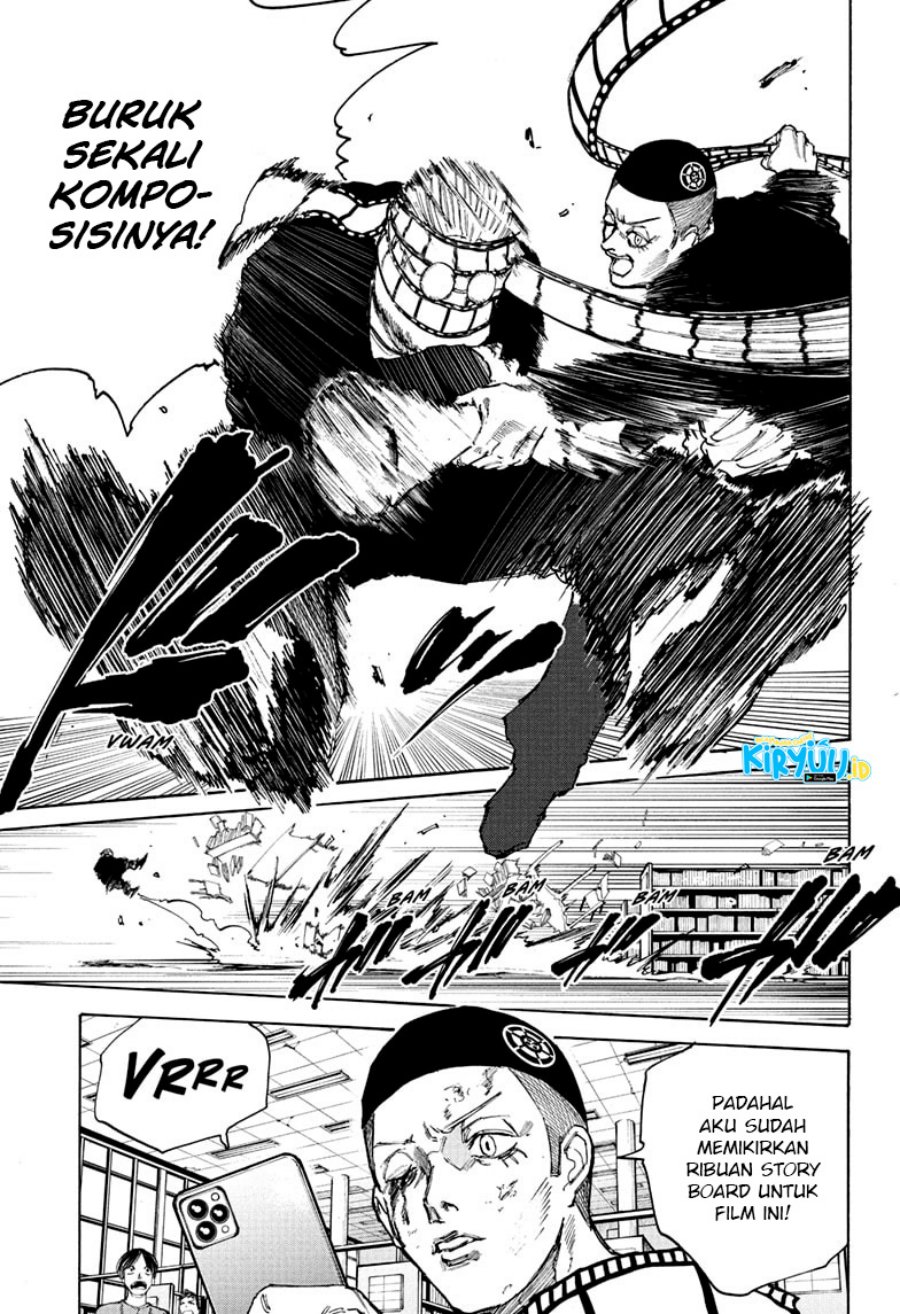 BURUK
SEKALI
KOMPO-
SISINYA!
VWAM
KIRYUU.ID
BAM
BAM
BAM
BAM
VRRR
PADAHAL
AKU SUDAH
MEMIKIRKAN
RIBUAN STORY
BOARD UNTUK
FILM INI!